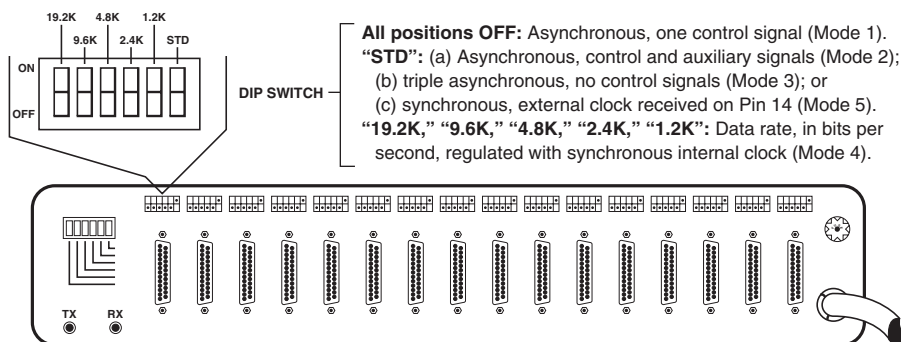 19.2K 4.8K 1.2K
9.6K 2.4K STD
ON
OFF
DIP SWITCH
All positions OFF: Asynchronous, one control signal (Mode 1).
“STD”: (a) Asynchronous, control and auxiliary signals (Mode 2);
(b) triple asynchronous, no control signals (Mode 3); or
(c) synchronous, external clock received on Pin 14 (Mode 5).
“19.2K,” “9.6K,” “4.8K,” “2.4K,” “1.2K”: Data rate, in bits per
second, regulated with synchronous internal clock (Mode 4).
TX RX